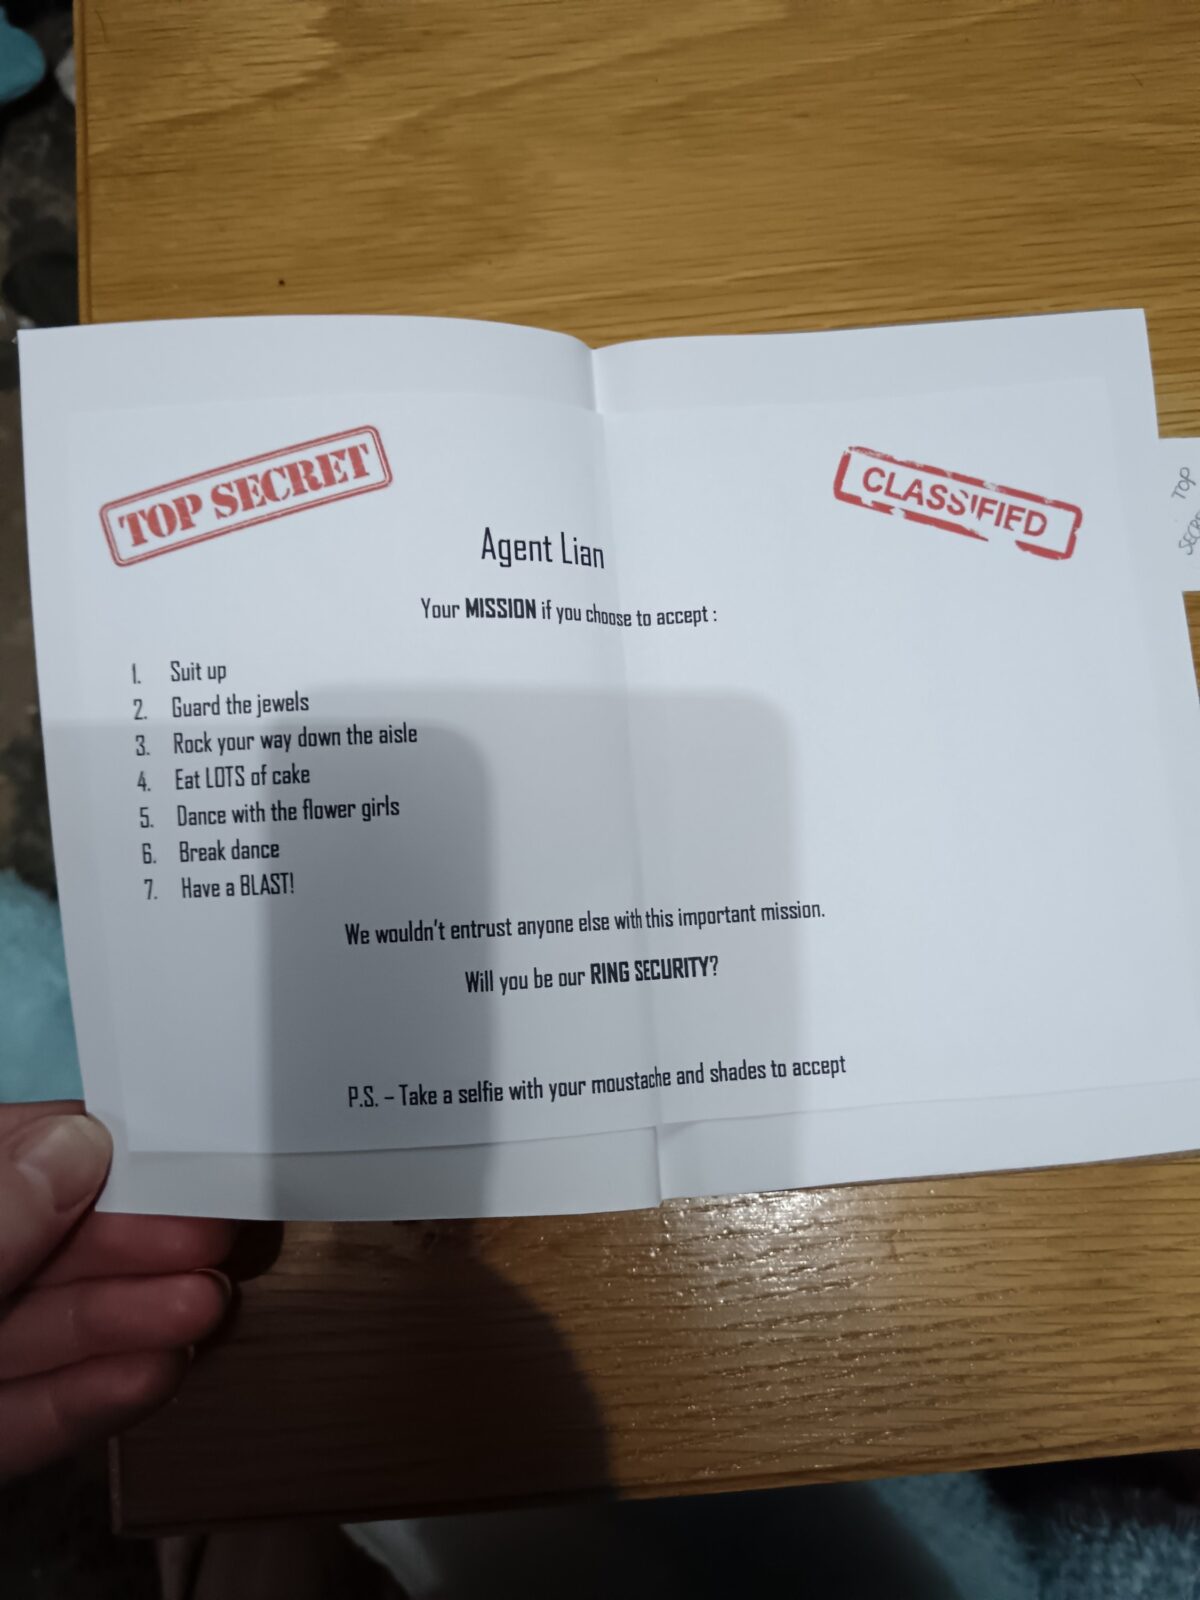 TOP SECRET
CLASSIFIED
Agent Lian
Your MISSION if you choose to accept :
1. Suit up
2. Guard the jewels
3. Rock your way down the aisle
4. Eat LOTS of cake
5. Dance with the flower girls
6. Break dance
7. Have a BLAST!
We wouldn't entrust anyone else with this important mission.
Will you be our RING SECURITY?
P.S. – Take a selfie with your moustache and shades to accept
TOP